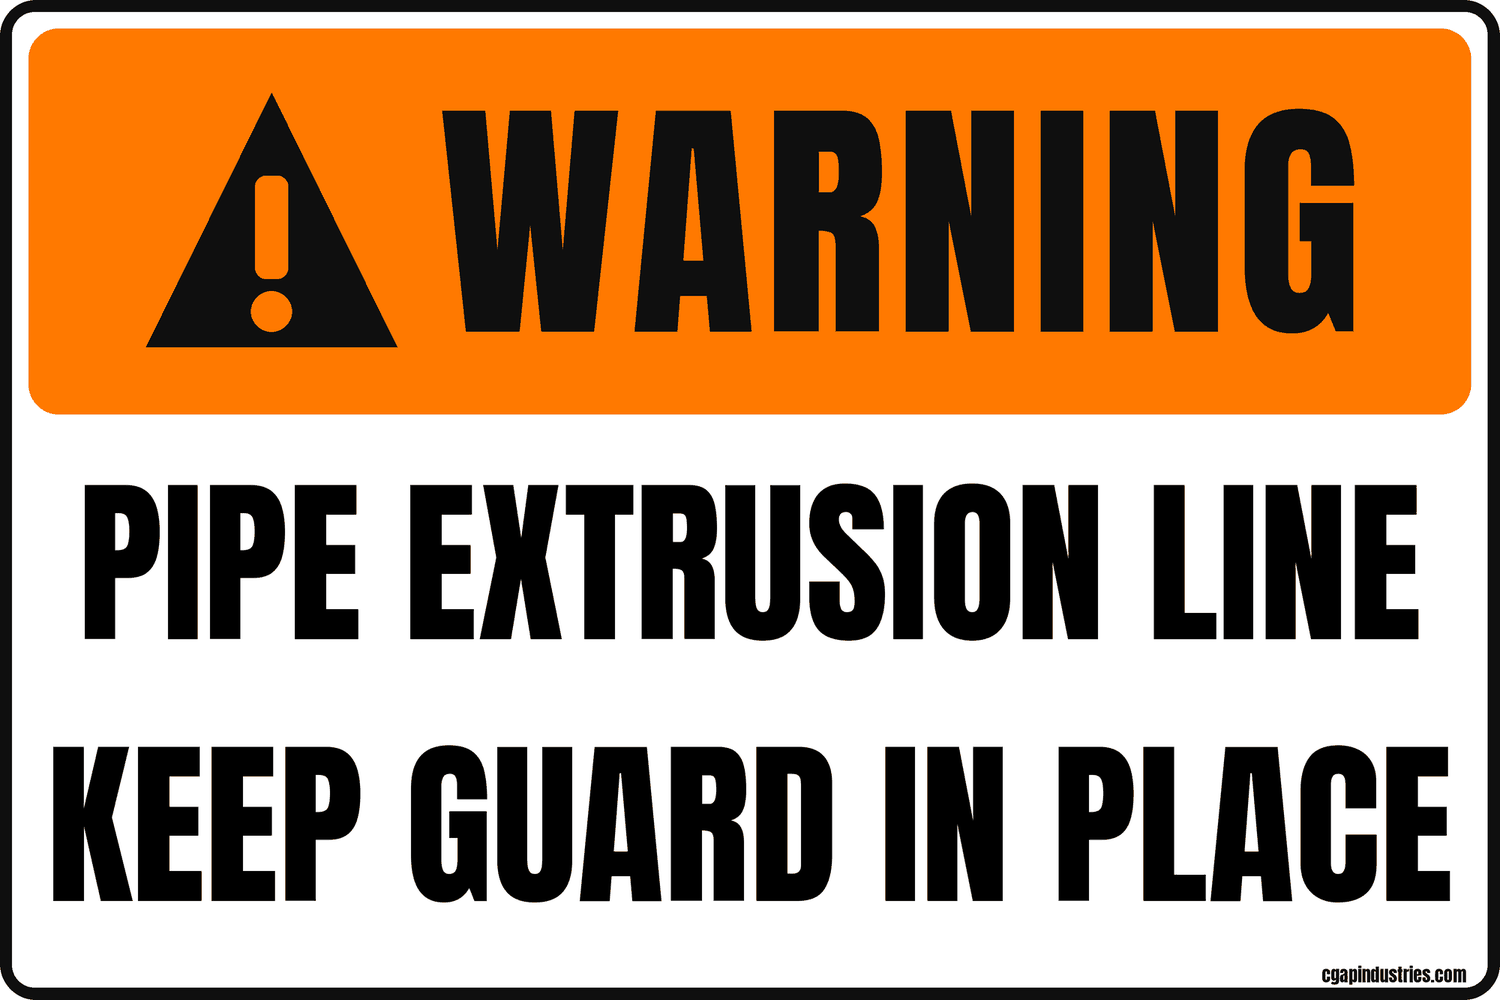 WARNING
PIPE EXTRUSION LINE
KEEP GUARD IN PLACE
cgapindustries.com